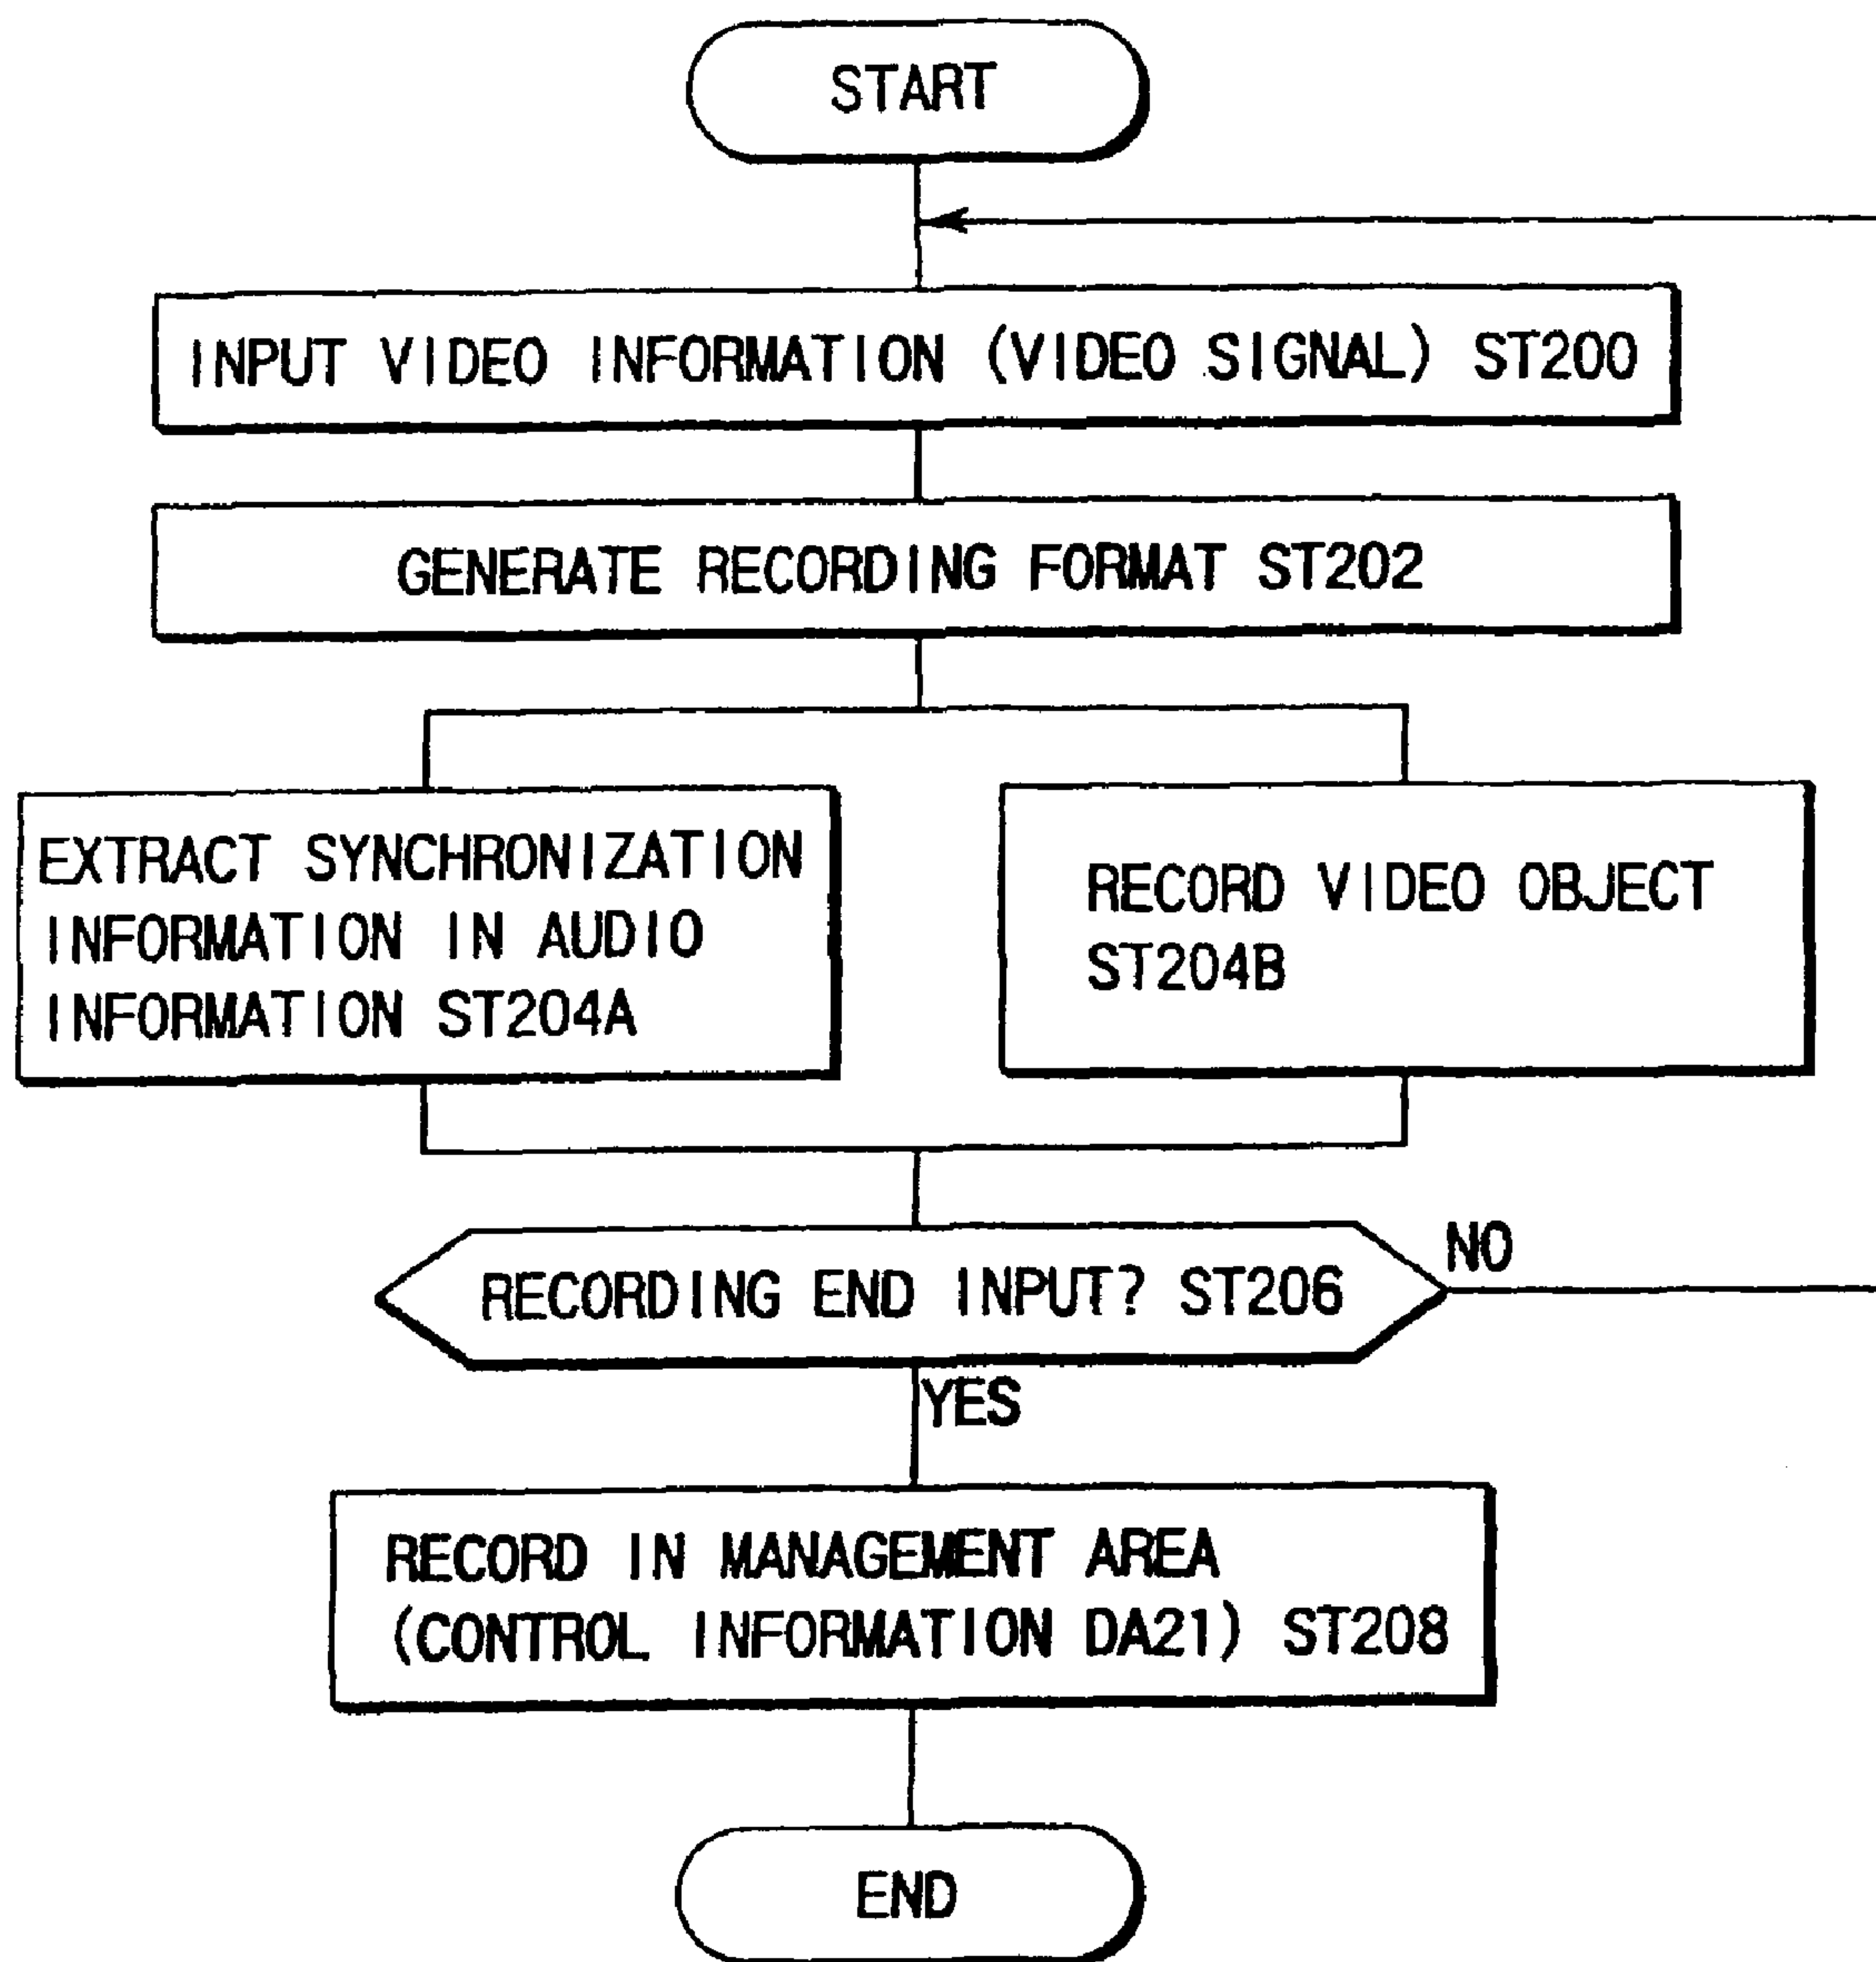 START
INPUT VIDEO INFORMATION (VIDEO SIGNAL) ST200
GENERATE RECORDING FORMAT ST202
EXTRACT SYNCHRONIZATION
INFORMATION IN AUDIO
INFORMATION ST204A
RECORD VIDEO OBJECT
ST204B
RECORDING END INPUT? ST206
NO
YES
RECORD IN MANAGEMENT AREA
(CONTROL INFORMATION DA21) ST208
END